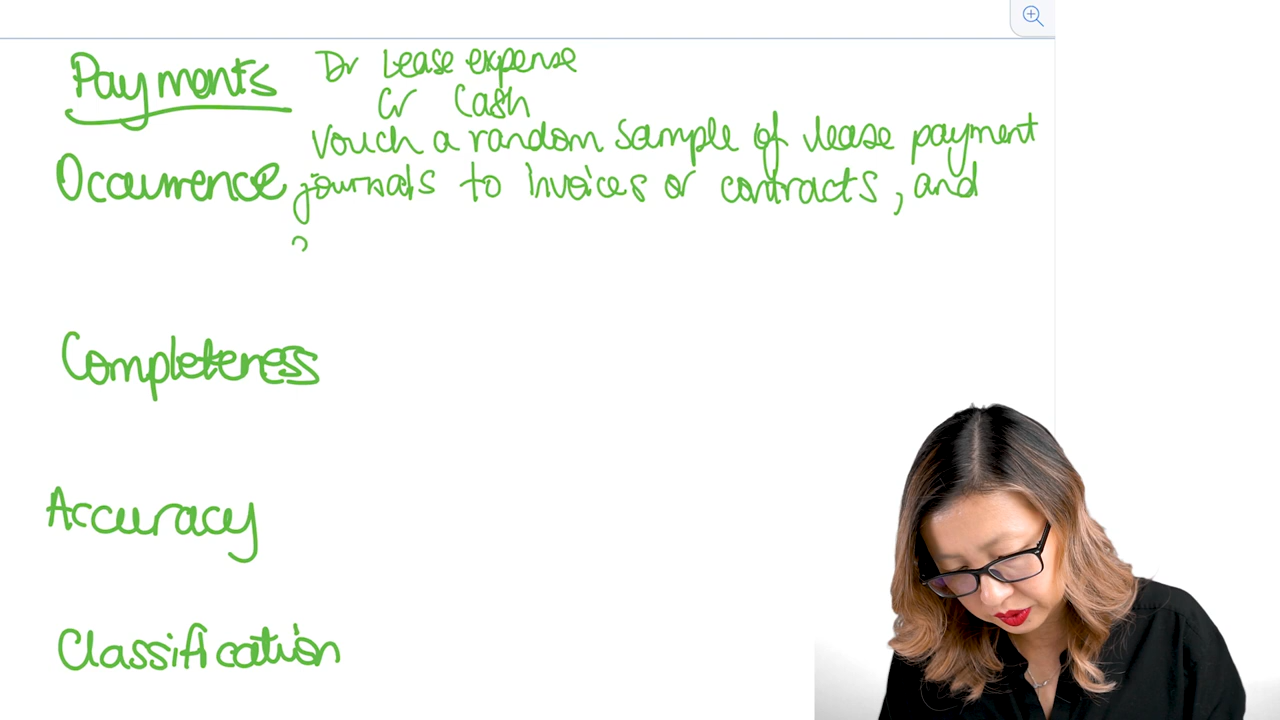 Payments
Dr Lease expense
Cr Cash
Occurrence
Vouch a random sample of lease payment
journals to invoices or contracts, and
Completeness
Accuracy
Classification